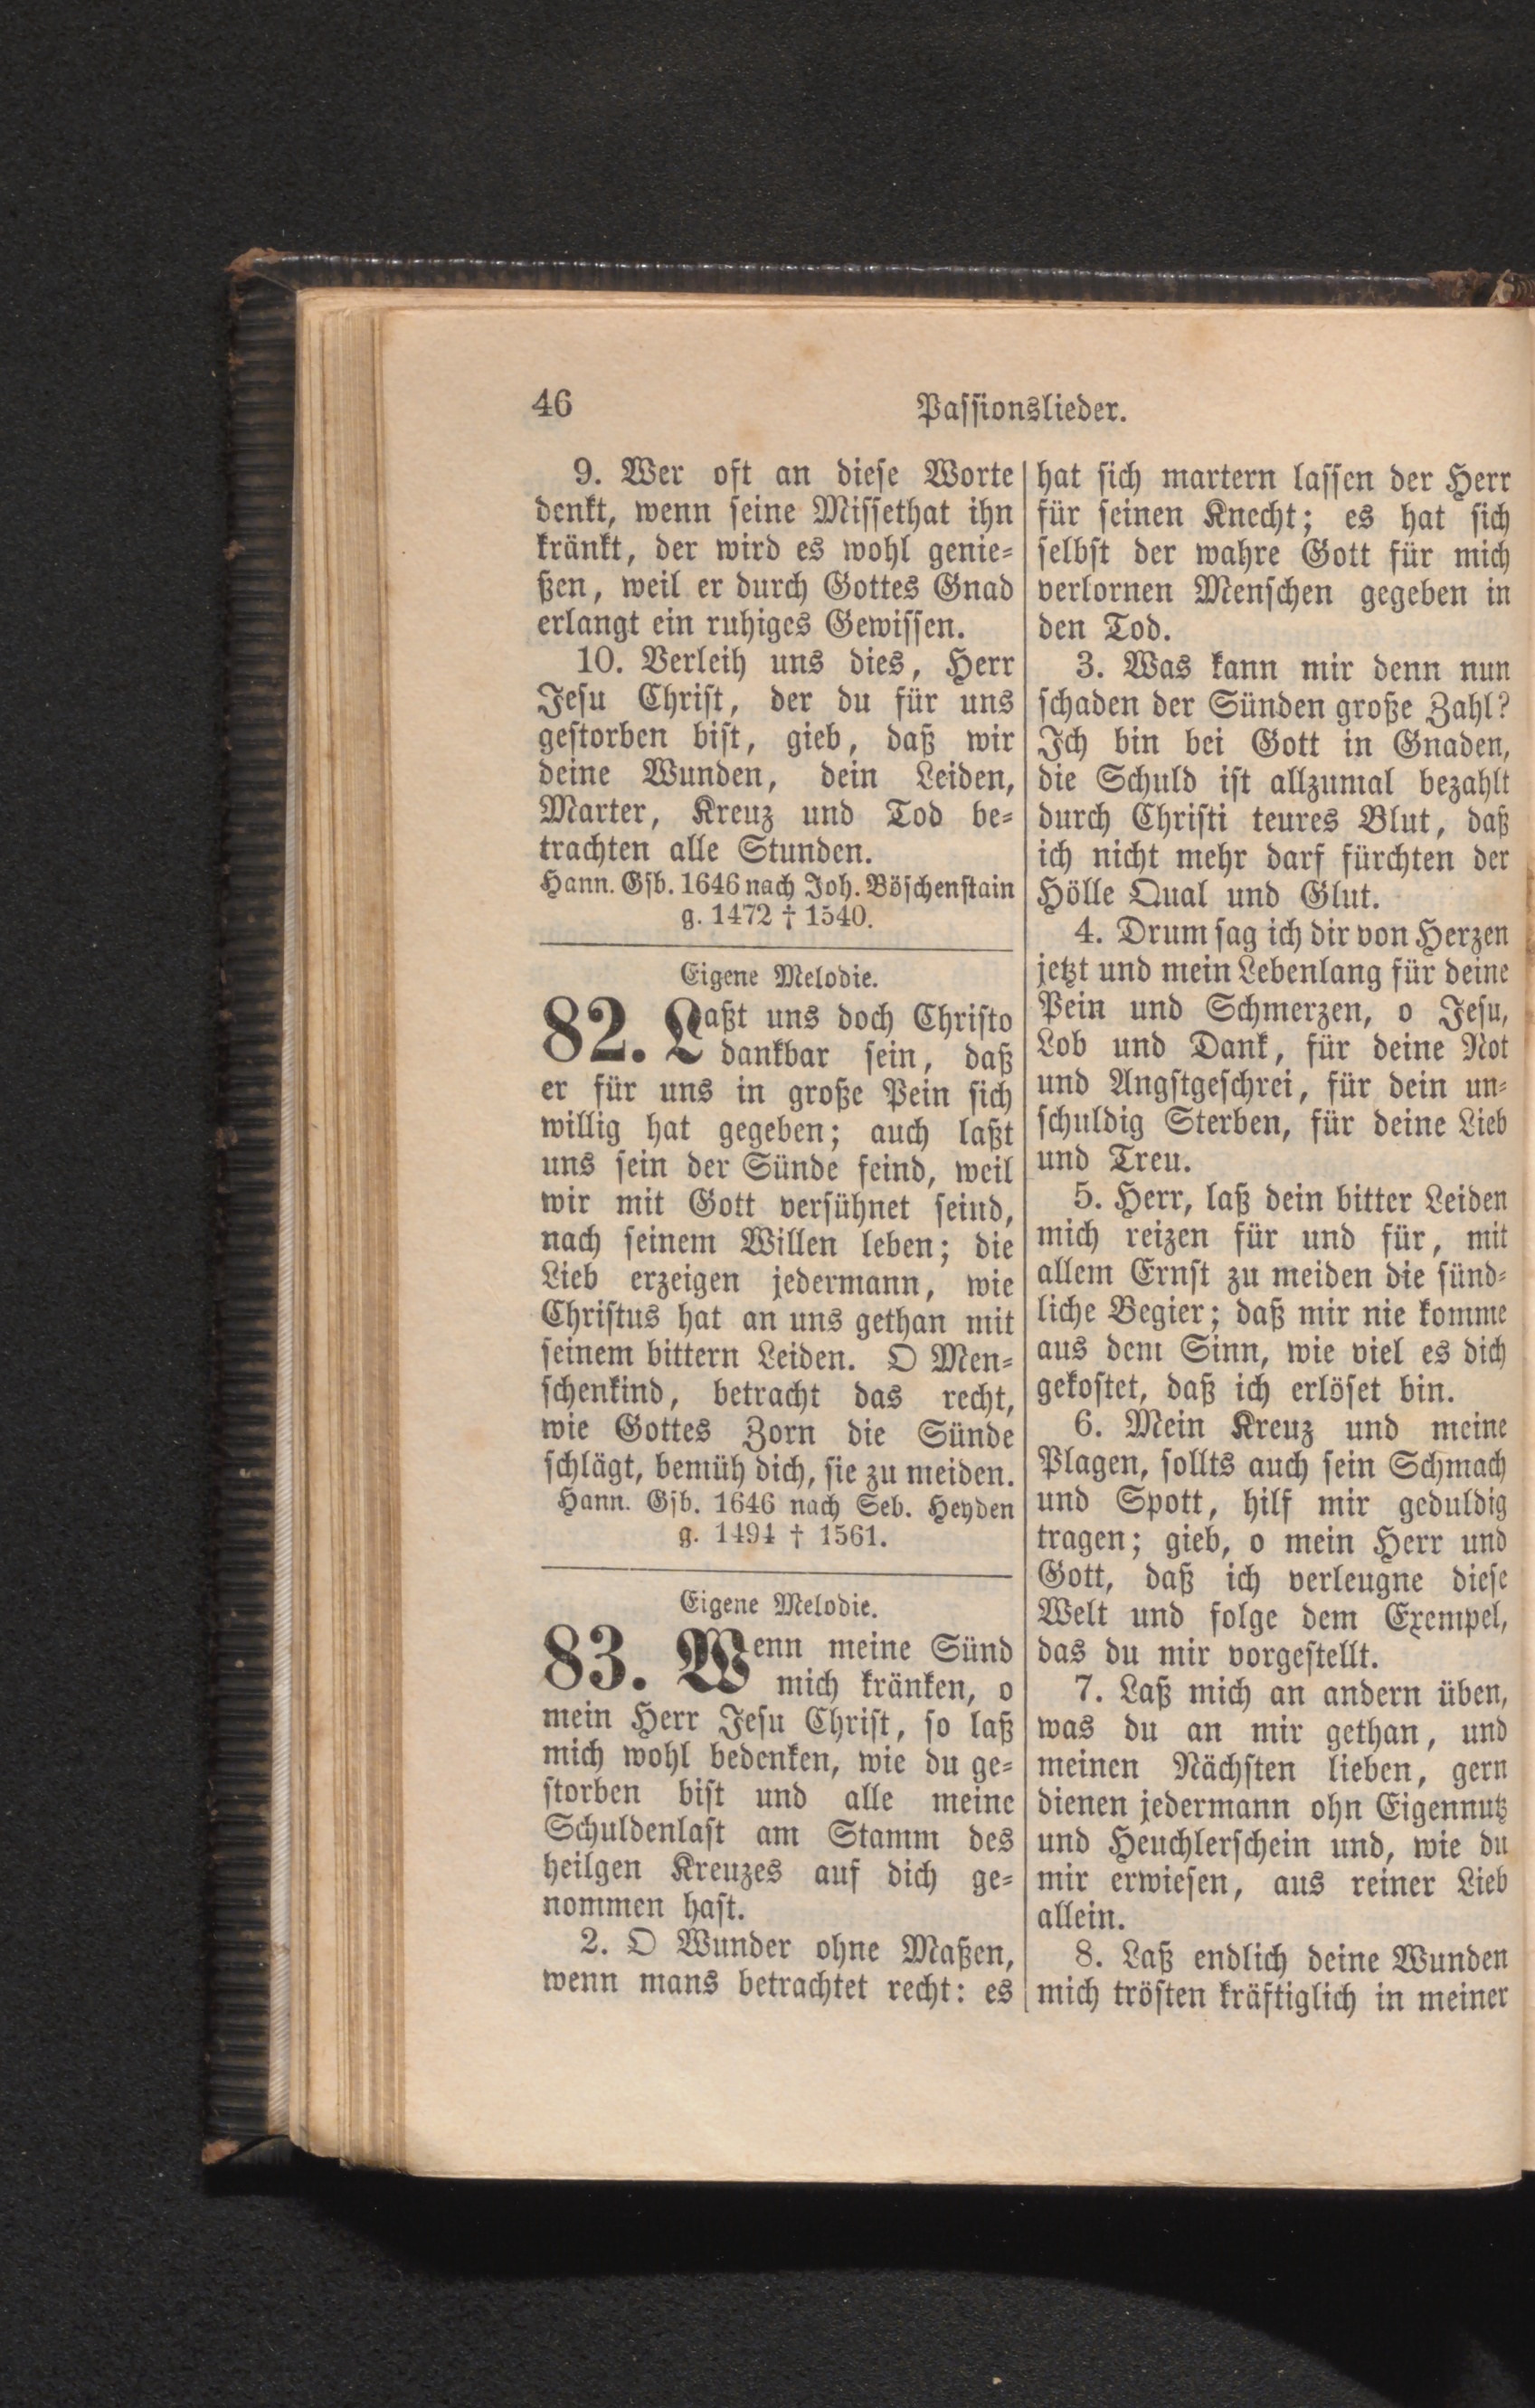 46
Passionslieder.
9. Wer oft an diese Worte
denkt, wenn seine Missethat ihn
kränkt, der wird es wohl genie-
ßen, weil er durch Gottes Gnad
erlangt ein ruhiges Gewissen.
10. Verleih uns dies, Herr
Jesu Christ, der du für uns
gestorben bist, gieb, daß wir
deine Wunden, dein Leiden,
Marter, Kreuz und Tod be-
trachten alle Stunden.
Hann. Gsb. 1646 nach Joh. Böschenstain
g. 1472 † 1540.
Eigene Melodie.
82. Laßt uns doch Christo
dankbar sein, daß
er für uns in große Pein sich
willig hat gegeben; auch laßt
uns sein der Sünde feind, weil
wir mit Gott versühnet seind,
nach seinem Willen leben; die
Lieb erzeigen jedermann, wie
Christus hat an uns gethan mit
seinem bittern Leiden. O Men-
schenkind, betracht das recht,
wie Gottes Zorn die Sünde
schlägt, bemüh dich, sie zu meiden.
Hann. Gsb. 1646 nach Seb. Heyden
g. 1494 † 1561.
Eigene Melodie.
83. Wenn meine Sünd
mich kränken, o
mein Herr Jesu Christ, so laß
mich wohl bedenken, wie du ge-
storben bist und alle meine
Schuldenlast am Stamm des
heilgen Kreuzes auf dich ge-
nommen hast.
2. O Wunder ohne Maßen,
wenn mans betrachtet recht: es
hat sich martern lassen der Herr
für seinen Knecht; es hat sich
selbst der wahre Gott für mich
verlornen Menschen gegeben in
den Tod.
3. Was kann mir denn nun
schaden der Sünden große Zahl?
Ich bin bei Gott in Gnaden,
die Schuld ist allzumal bezahlt
durch Christi teures Blut, daß
ich nicht mehr darf fürchten der
Hölle Qual und Glut.
4. Drum sag ich dir von Herzen
jetzt und mein Lebenlang für deine
Pein und Schmerzen, o Jesu,
Lob und Dank, für deine Not
und Angstgeschrei, für dein un-
schuldig Sterben, für deine Lieb
und Treu.
5. Herr, laß dein bitter Leiden
mich reizen für und für, mit
allem Ernst zu meiden die sünd-
liche Begier; daß mir nie komme
aus dem Sinn, wie viel es dich
gekostet, daß ich erlöset bin.
6. Mein Kreuz und meine
Plagen, sollts auch sein Schmach
und Spott, hilf mir geduldig
tragen; gieb, o mein Herr und
Gott, daß ich verleugne diese
Welt und folge dem Exempel,
das du mir vorgestellt.
7. Laß mich an andern üben,
was du an mir gethan, und
meinen Nächsten lieben, gern
dienen jedermann ohn Eigennutz
und Heuchlerschein und, wie du
mir erwiesen, aus reiner Lieb
allein.
8. Laß endlich deine Wunden
mich trösten kräftiglich in meiner